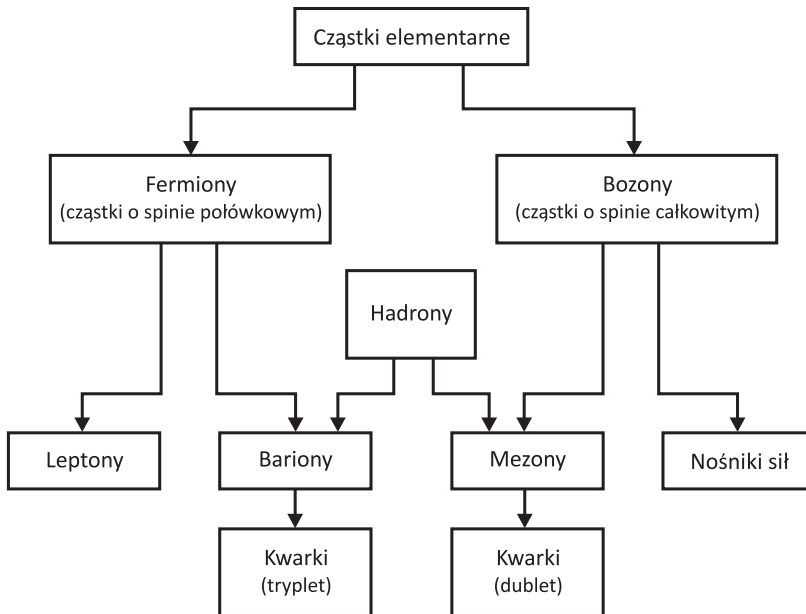 Cząstki elementarne
Fermiony
(cząstki o spinie połówkowym)
Bozony
(cząstki o spinie całkowitym)
Hadrony
Leptony
Bariony
Mezony
Nośniki sił
Kwarki
(tryplet)
Kwarki
(dublet)